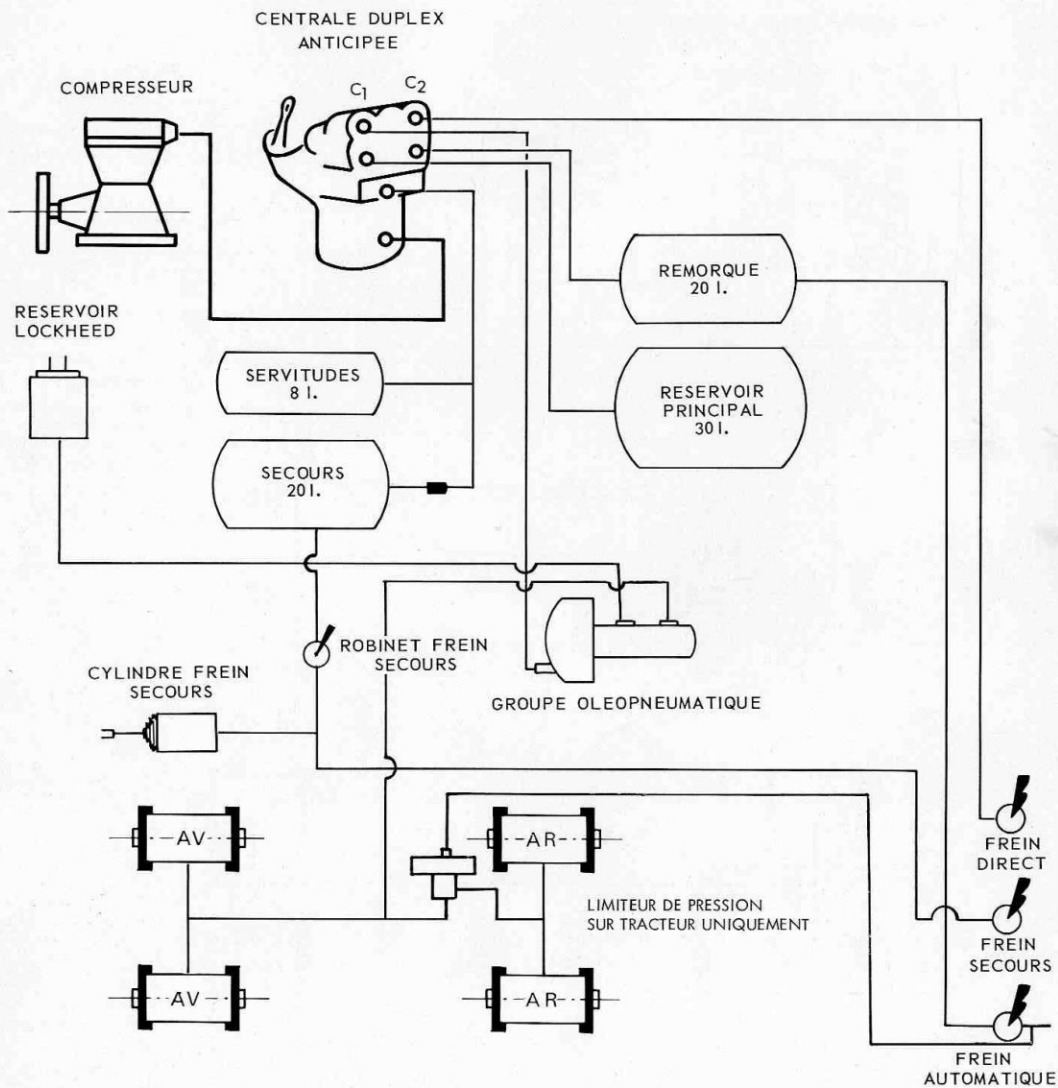 CENTRALE DUPLEX
ANTICIPEE
COMPRESSEUR
C1
C2
REMORQUE
20 l.
RESERVOIR
LOCKHEED
SERVITUDES
8 l.
RESERVOIR
PRINCIPAL
30 l.
SECOURS
20 l.
ROBINET FREIN
SECOURS
CYLINDRE FREIN
SECOURS
GROUPE OLEOPNEUMATIQUE
AV
AR
FREIN
DIRECT
LIMITEUR DE PRESSION
SUR TRACTEUR UNIQUEMENT
FREIN
SECOURS
AV
AR
FREIN
AUTOMATIQUE